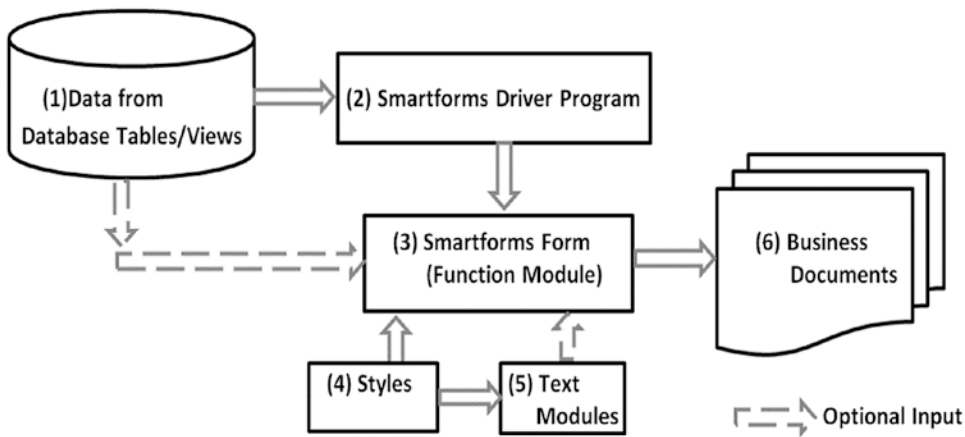 (1)Data from
Database Tables/Views
(2) Smartforms Driver Program
(3) Smartforms Form
(Function Module)
(6) Business
Documents
(4) Styles
(5) Text
Modules
Optional Input